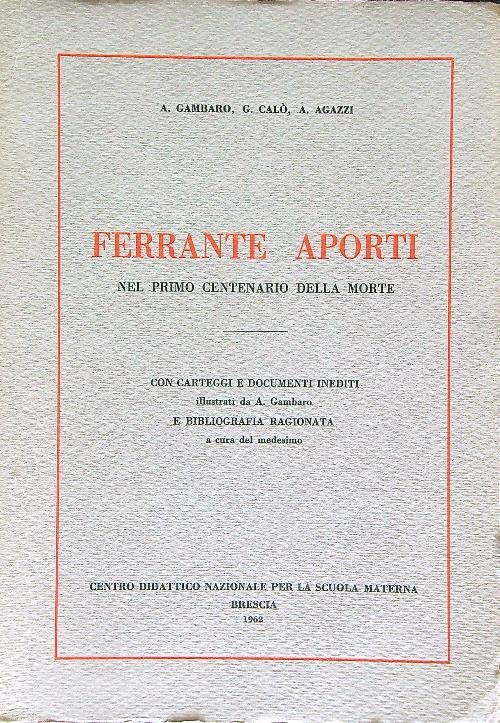 A. GAMBARO, G. CALÒ, A. AGAZZI
FERRANTE APORTI
NEL PRIMO CENTENARIO DELLA MORTE
CON CARTEGGI E DOCUMENTI INEDITI
illustrati da A. Gambaro
E BIBLIOGRAFIA RAGIONATA
a cura del medesimo
CENTRO DIDATTICO NAZIONALE PER LA SCUOLA MATERNA
BRESCIA
1962